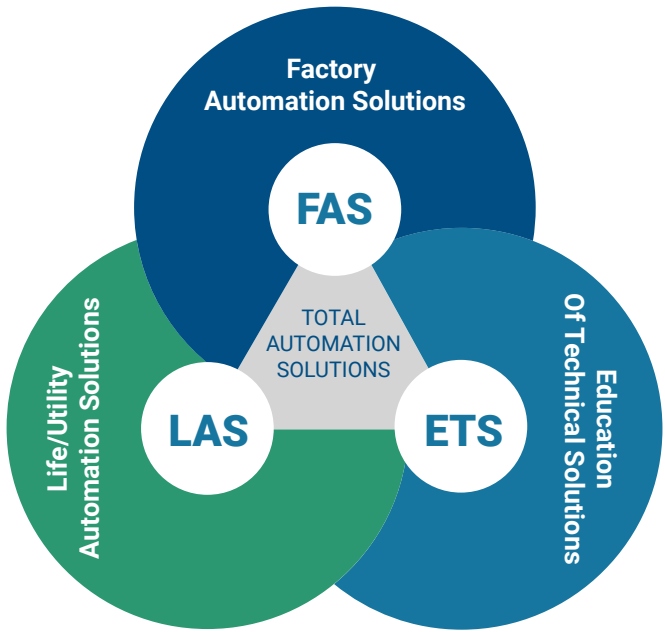 Factory
Automation Solutions
FAS
TOTAL
AUTOMATION
SOLUTIONS
Life/Utility
Automation Solutions
LAS
ETS
Education
Of Technical Solutions